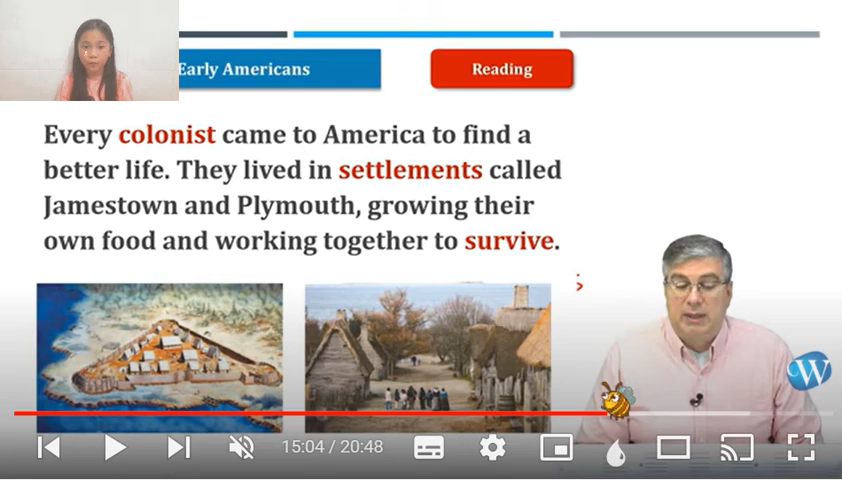 Early Americans
Reading
Every colonist came to America to find a
better life. They lived in settlements called
Jamestown and Plymouth, growing their
own food and working together to survive.
W
15:04 / 20:48